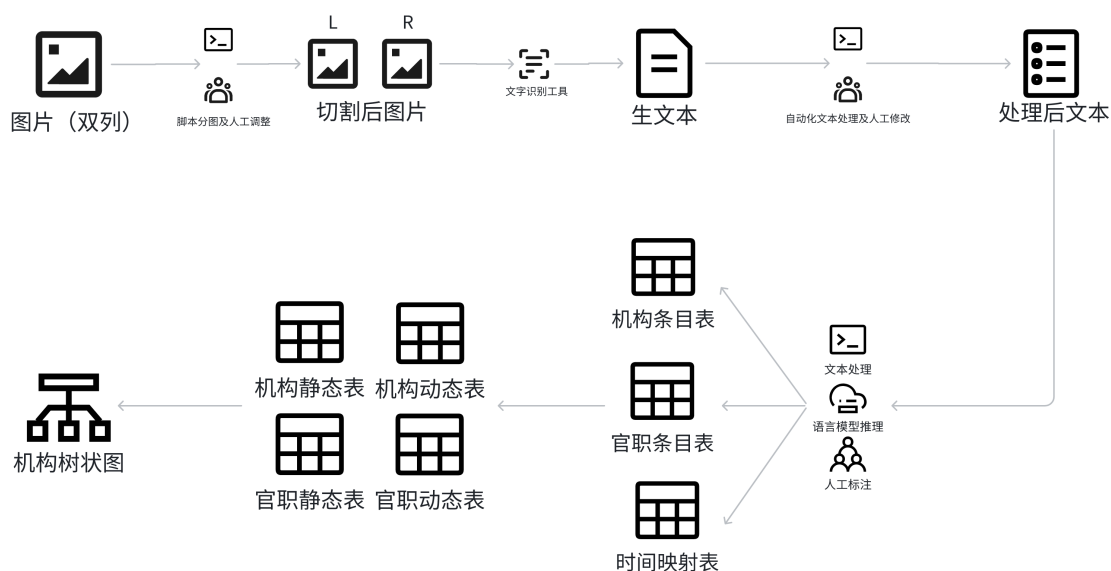 L
R
图片（双列）
脚本分图及人工调整
切割后图片
文字识别工具
生文本
自动化文本处理及人工修改
处理后文本
文本处理
语言模型推理
人工标注
机构条目表
官职条目表
时间映射表
机构静态表
机构动态表
官职静态表
官职动态表
机构树状图